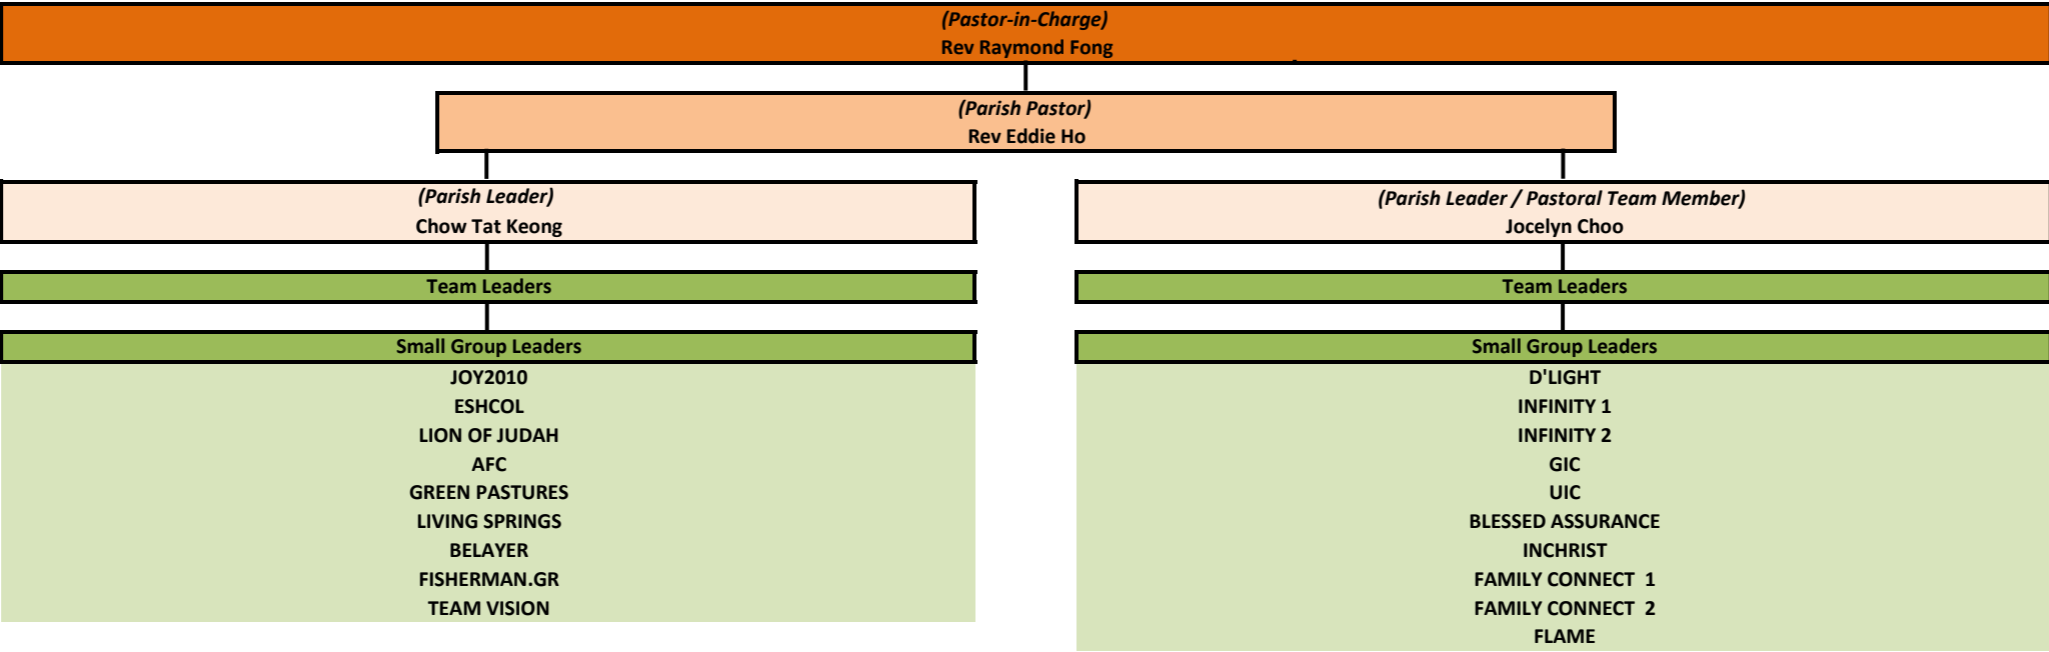 (Pastor-in-Charge)
Rev Raymond Fong
(Parish Pastor)
Rev Eddie Ho
(Parish Leader)
Chow Tat Keong
Team Leaders
Small Group Leaders
JOY2010
ESHCOL
LION OF JUDAH
AFC
GREEN PASTURES
LIVING SPRINGS
BELAYER
FISHERMAN.GR
TEAM VISION
(Parish Leader / Pastoral Team Member)
Jocelyn Choo
Team Leaders
Small Group Leaders
D'LIGHT
INFINITY 1
INFINITY 2
GIC
UIC
BLESSED ASSURANCE
INCHRIST
FAMILY CONNECT  1
FAMILY CONNECT  2
FLAME